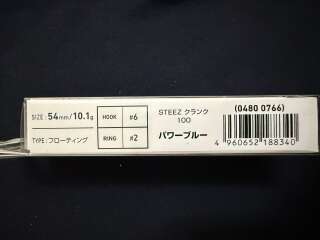 SIZE : 54mm/10.1g
TYPE : フローティング
HOOK #6
RING #2
STEEZ クランク
100
パワーブルー
(0480 0766)
4 960652 188340